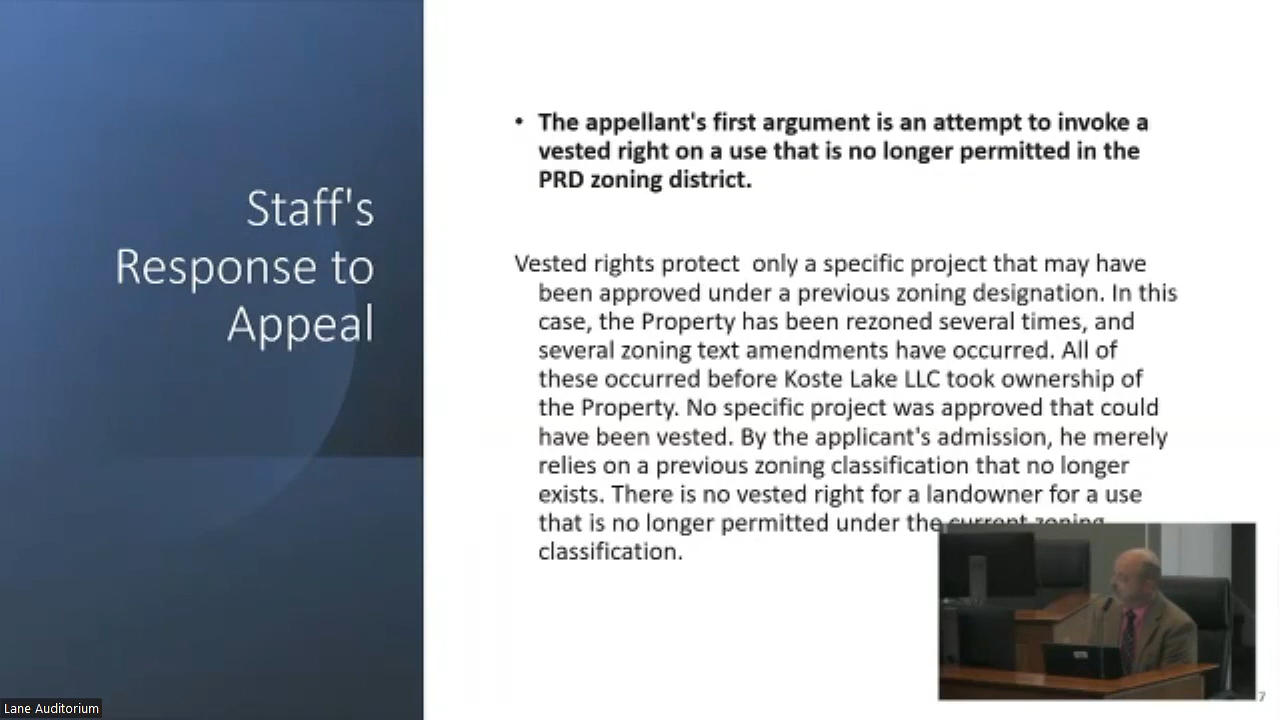 Staff's
Response to
Appeal
• The appellant's first argument is an attempt to invoke a
vested right on a use that is no longer permitted in the
PRD zoning district.
Vested rights protect only a specific project that may have
been approved under a previous zoning designation. In this
case, the Property has been rezoned several times, and
several zoning text amendments have occurred. All of
these occurred before Koste Lake LLC took ownership of
the Property. No specific project was approved that could
have been vested. By the applicant's admission, he merely
relies on a previous zoning classification that no longer
exists. There is no vested right for a landowner for a use
that is no longer permitted under the current zoning
classification.
7
Lane Auditorium